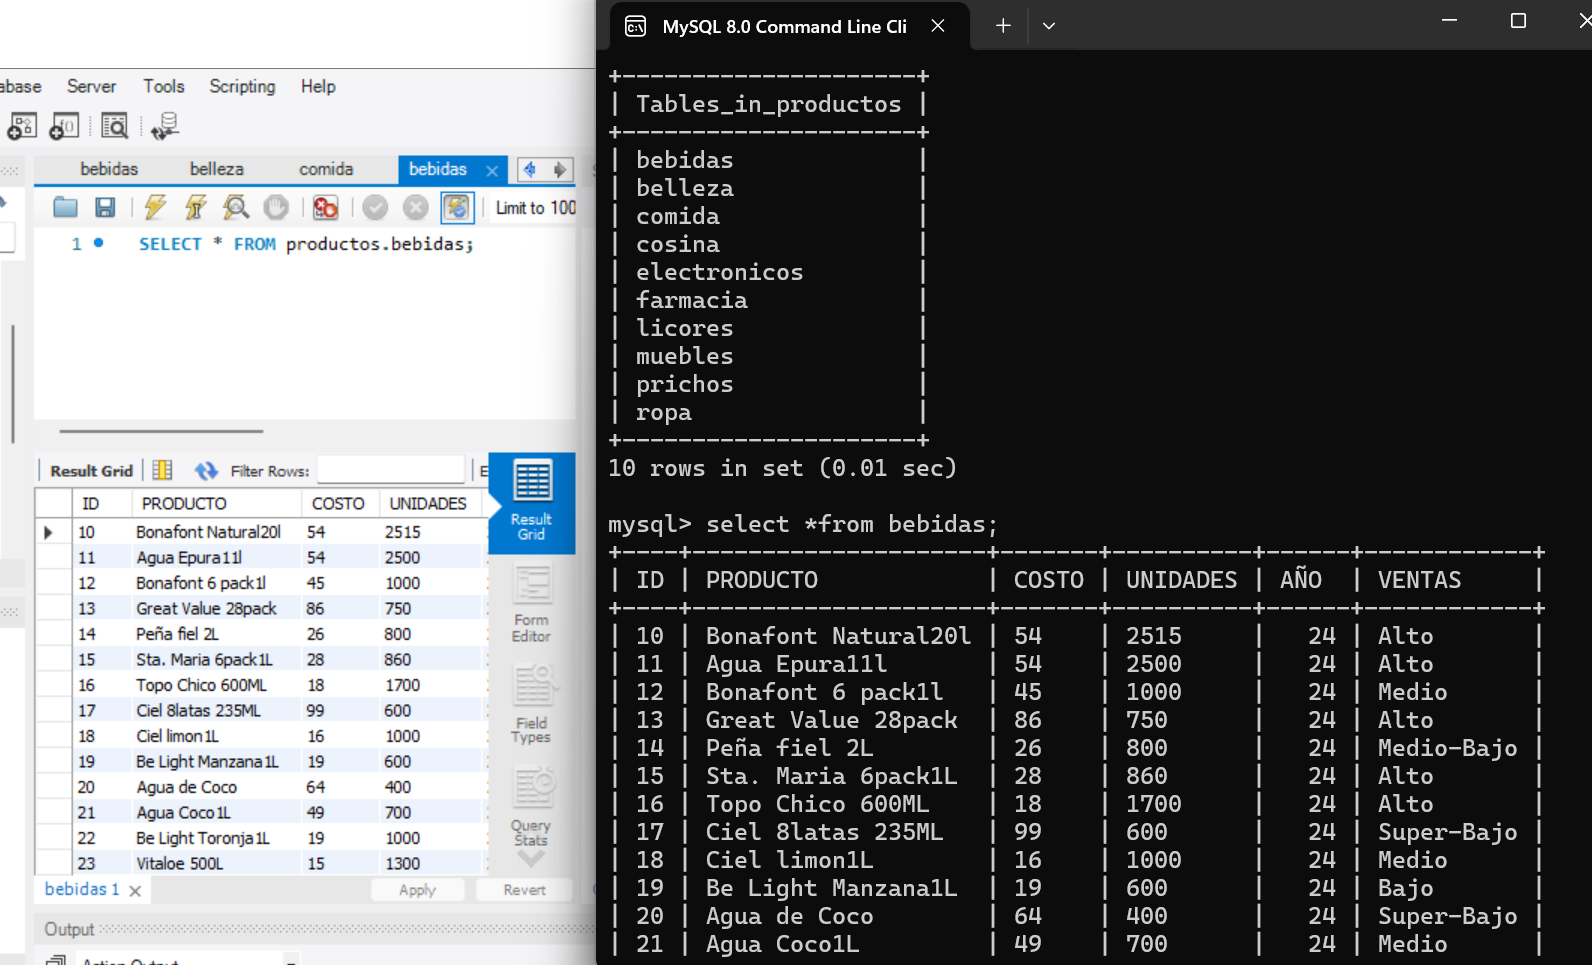 abase Server Tools Scripting Help
bebidas belleza comida bebidas
Limit to 100
1 SELECT * FROM productos.bebidas;
Result Grid Filter Rows: E
ID PRODUCTO COSTO UNIDADES
10 Bonafont Natural20l 54 2515
11 Agua Epura11l 54 2500
12 Bonafont 6 pack1l 45 1000
13 Great Value 28pack 86 750
14 Peña fiel 2L 26 800
15 Sta. Maria 6pack1L 28 860
16 Topo Chico 600ML 18 1700
17 Ciel 8latas 235ML 99 600
18 Ciel limon1L 16 1000
19 Be Light Manzana1L 19 600
20 Agua de Coco 64 400
21 Agua Coco1L 49 700
22 Be Light Toronja1L 19 1000
23 Vitaloe 500L 15 1300
Result
Grid
Form
Editor
Field
Types
Query
Stats
bebidas 1 Apply Revert
Output
Action Output
MySQL 8.0 Command Line Cli
+---------------------+
| Tables_in_productos |
+---------------------+
| bebidas |
| belleza |
| comida |
| cosina |
| electronicos |
| farmacia |
| licores |
| muebles |
| prichos |
| ropa |
+---------------------+
10 rows in set (0.01 sec)
mysql> select *from bebidas;
+----+---------------------+-------+----------+------+------------+
| ID | PRODUCTO | COSTO | UNIDADES | AÑO | VENTAS |
+----+---------------------+-------+----------+------+------------+
| 10 | Bonafont Natural20l | 54 | 2515 | 24 | Alto |
| 11 | Agua Epura11l | 54 | 2500 | 24 | Alto |
| 12 | Bonafont 6 pack1l | 45 | 1000 | 24 | Medio |
| 13 | Great Value 28pack | 86 | 750 | 24 | Alto |
| 14 | Peña fiel 2L | 26 | 800 | 24 | Medio-Bajo |
| 15 | Sta. Maria 6pack1L | 28 | 860 | 24 | Alto |
| 16 | Topo Chico 600ML | 18 | 1700 | 24 | Alto |
| 17 | Ciel 8latas 235ML | 99 | 600 | 24 | Super-Bajo |
| 18 | Ciel limon1L | 16 | 1000 | 24 | Medio |
| 19 | Be Light Manzana1L | 19 | 600 | 24 | Bajo |
| 20 | Agua de Coco | 64 | 400 | 24 | Super-Bajo |
| 21 | Agua Coco1L | 49 | 700 | 24 | Medio |